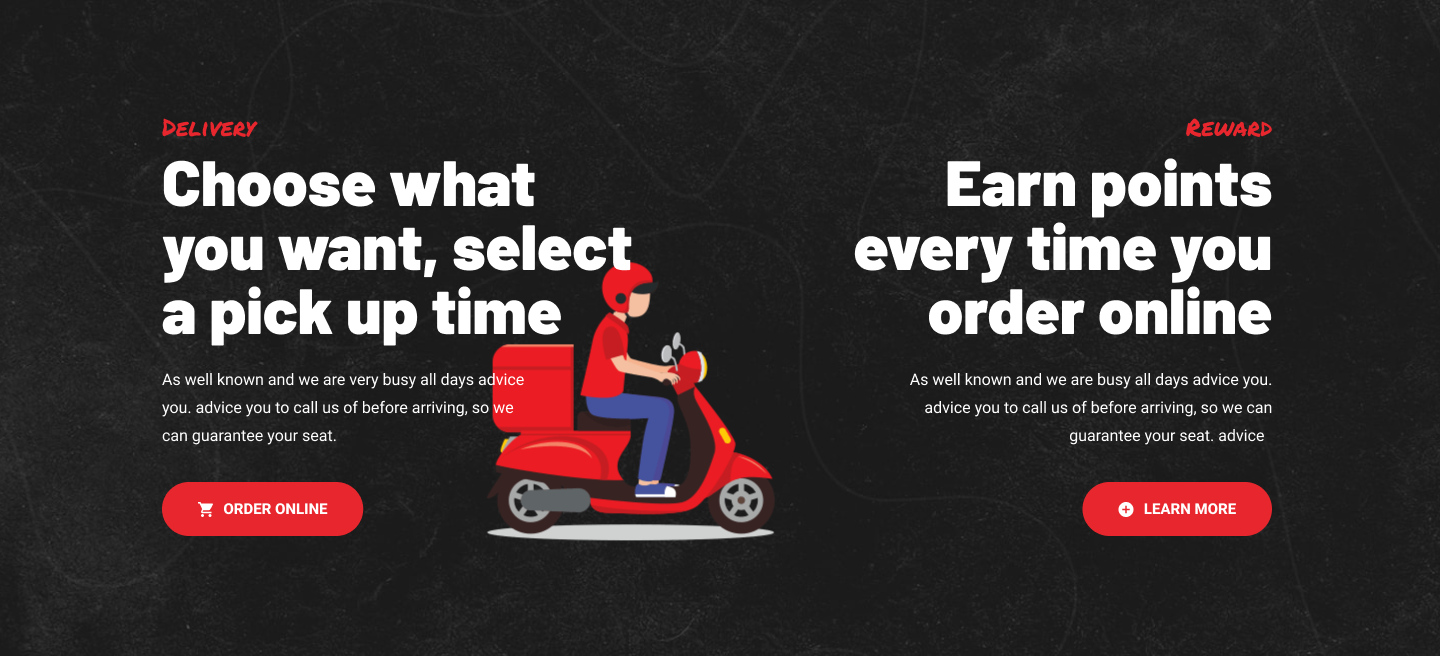 Delivery
Choose what
you want, select
a pick up time
As well known and we are very busy all days advice
you. advice you to call us of before arriving, so we
can guarantee your seat.
ORDER ONLINE
Reward
Earn points
every time you
order online
As well known and we are busy all days advice you.
advice you to call us of before arriving, so we can
guarantee your seat. advice
LEARN MORE